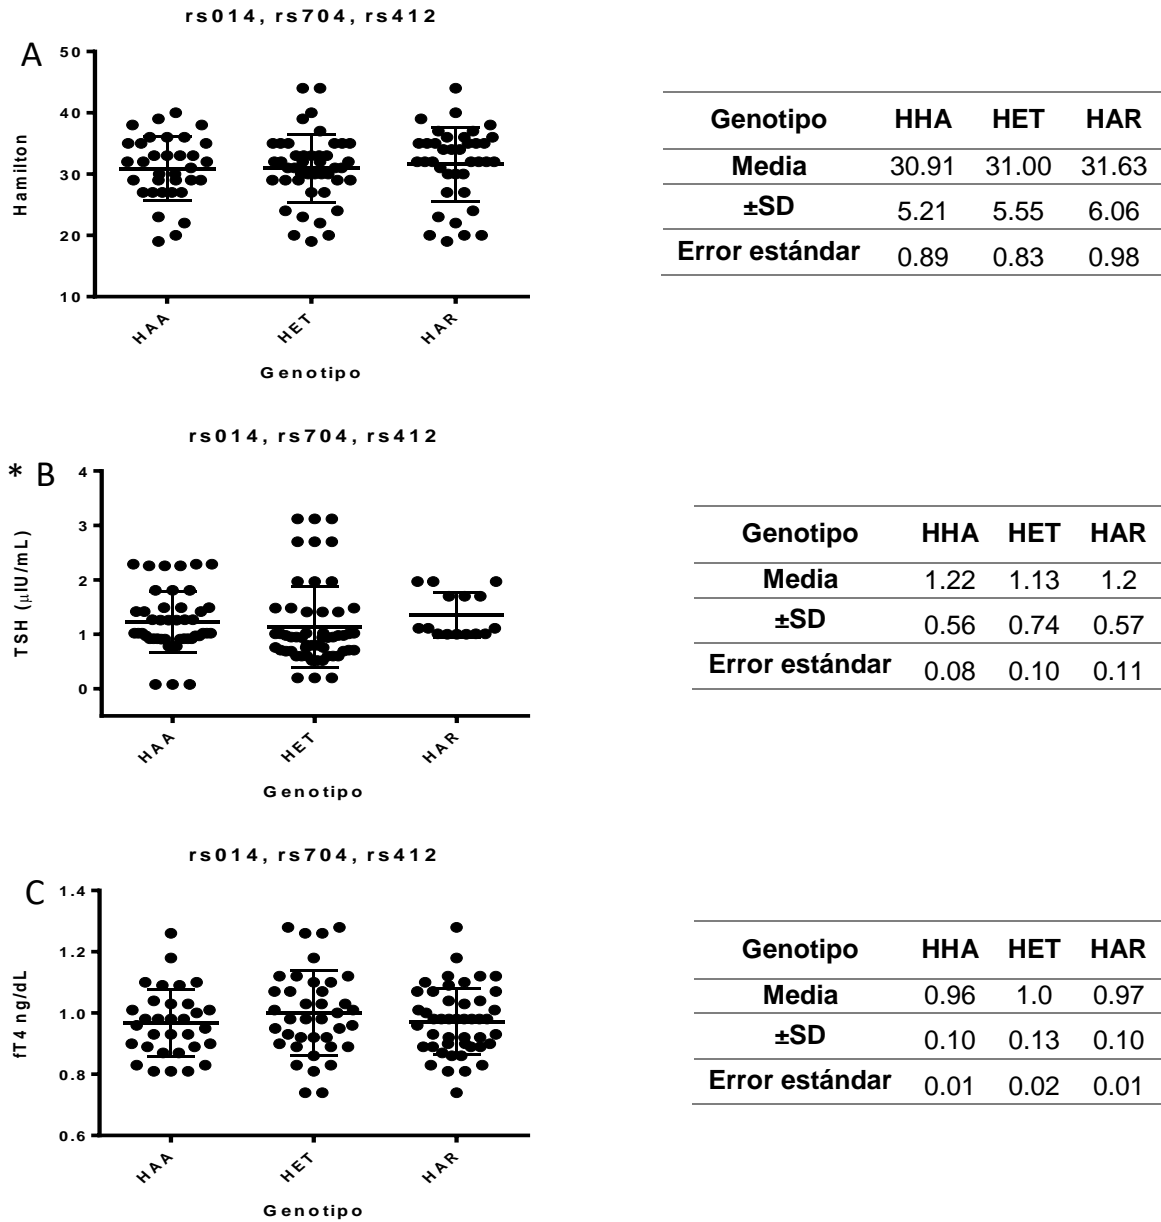 rs014, rs704, rs412
A
50
40
30
20
10
Hamilton
HAA HET HAR
Genotipo
Genotipo HHA HET HAR
Media 30.91 31.00 31.63
±SD 5.21 5.55 6.06
Error estándar 0.89 0.83 0.98
rs014, rs704, rs412
* B
4
3
2
1
0
TSH (µIU/mL)
HAA HET HAR
Genotipo
Genotipo HHA HET HAR
Media 1.22 1.13 1.2
±SD 0.56 0.74 0.57
Error estándar 0.08 0.10 0.11
rs014, rs704, rs412
C
1.4
1.2
1.0
0.8
0.6
fT4 ng/dL
HAA HET HAR
Genotipo
Genotipo HHA HET HAR
Media 0.96 1.0 0.97
±SD 0.10 0.13 0.10
Error estándar 0.01 0.02 0.01